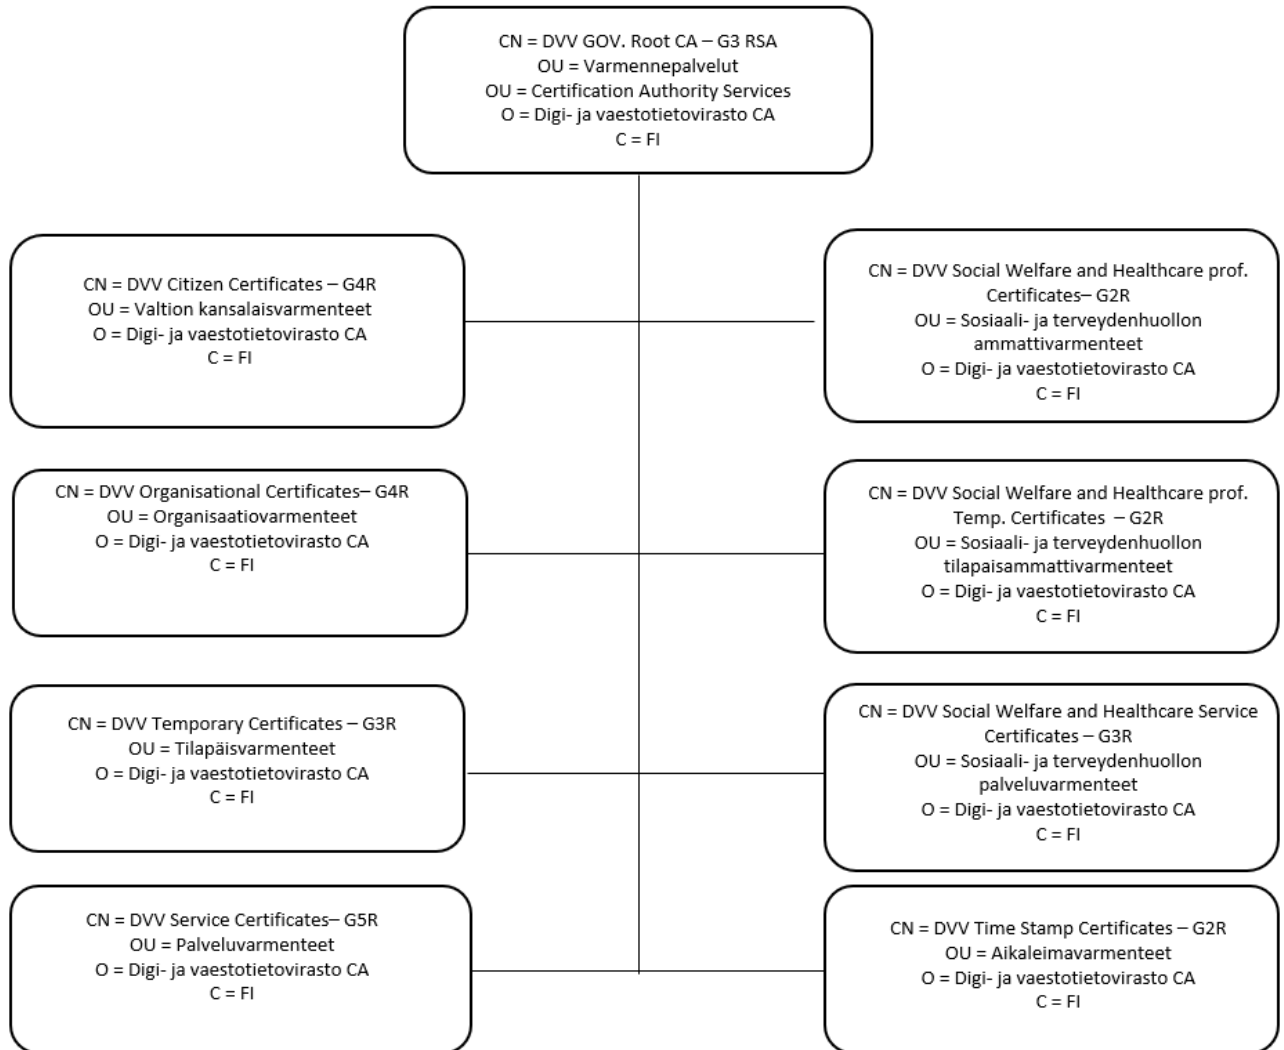 CN = DVV GOV. Root CA – G3 RSA
OU = Varmennepalvelut
OU = Certification Authority Services
O = Digi- ja vaestotietovirasto CA
C = FI
CN = DVV Citizen Certificates – G4R
OU = Valtion kansalaisvarmenteet
O = Digi- ja vaestotietovirasto CA
C = FI
CN = DVV Social Welfare and Healthcare prof.
Certificates– G2R
OU = Sosiaali- ja terveydenhuollon
ammattivarmenteet
O = Digi- ja vaestotietovirasto CA
C = FI
CN = DVV Organisational Certificates– G4R
OU = Organisaatiovarmenteet
O = Digi- ja vaestotietovirasto CA
C = FI
CN = DVV Social Welfare and Healthcare prof.
Temp. Certificates – G2R
OU = Sosiaali- ja terveydenhuollon
tilapaisammattivarmenteet
O = Digi- ja vaestotietovirasto CA
C = FI
CN = DVV Temporary Certificates – G3R
OU = Tilapäisvarmenteet
O = Digi- ja vaestotietovirasto CA
C = FI
CN = DVV Social Welfare and Healthcare Service
Certificates – G3R
OU = Sosiaali- ja terveydenhuollon
palveluvarmenteet
O = Digi- ja vaestotietovirasto CA
C = FI
CN = DVV Service Certificates– G5R
OU = Palveluvarmenteet
O = Digi- ja vaestotietovirasto CA
C = FI
CN = DVV Time Stamp Certificates – G2R
OU = Aikaleimavarmenteet
O = Digi- ja vaestotietovirasto CA
C = FI